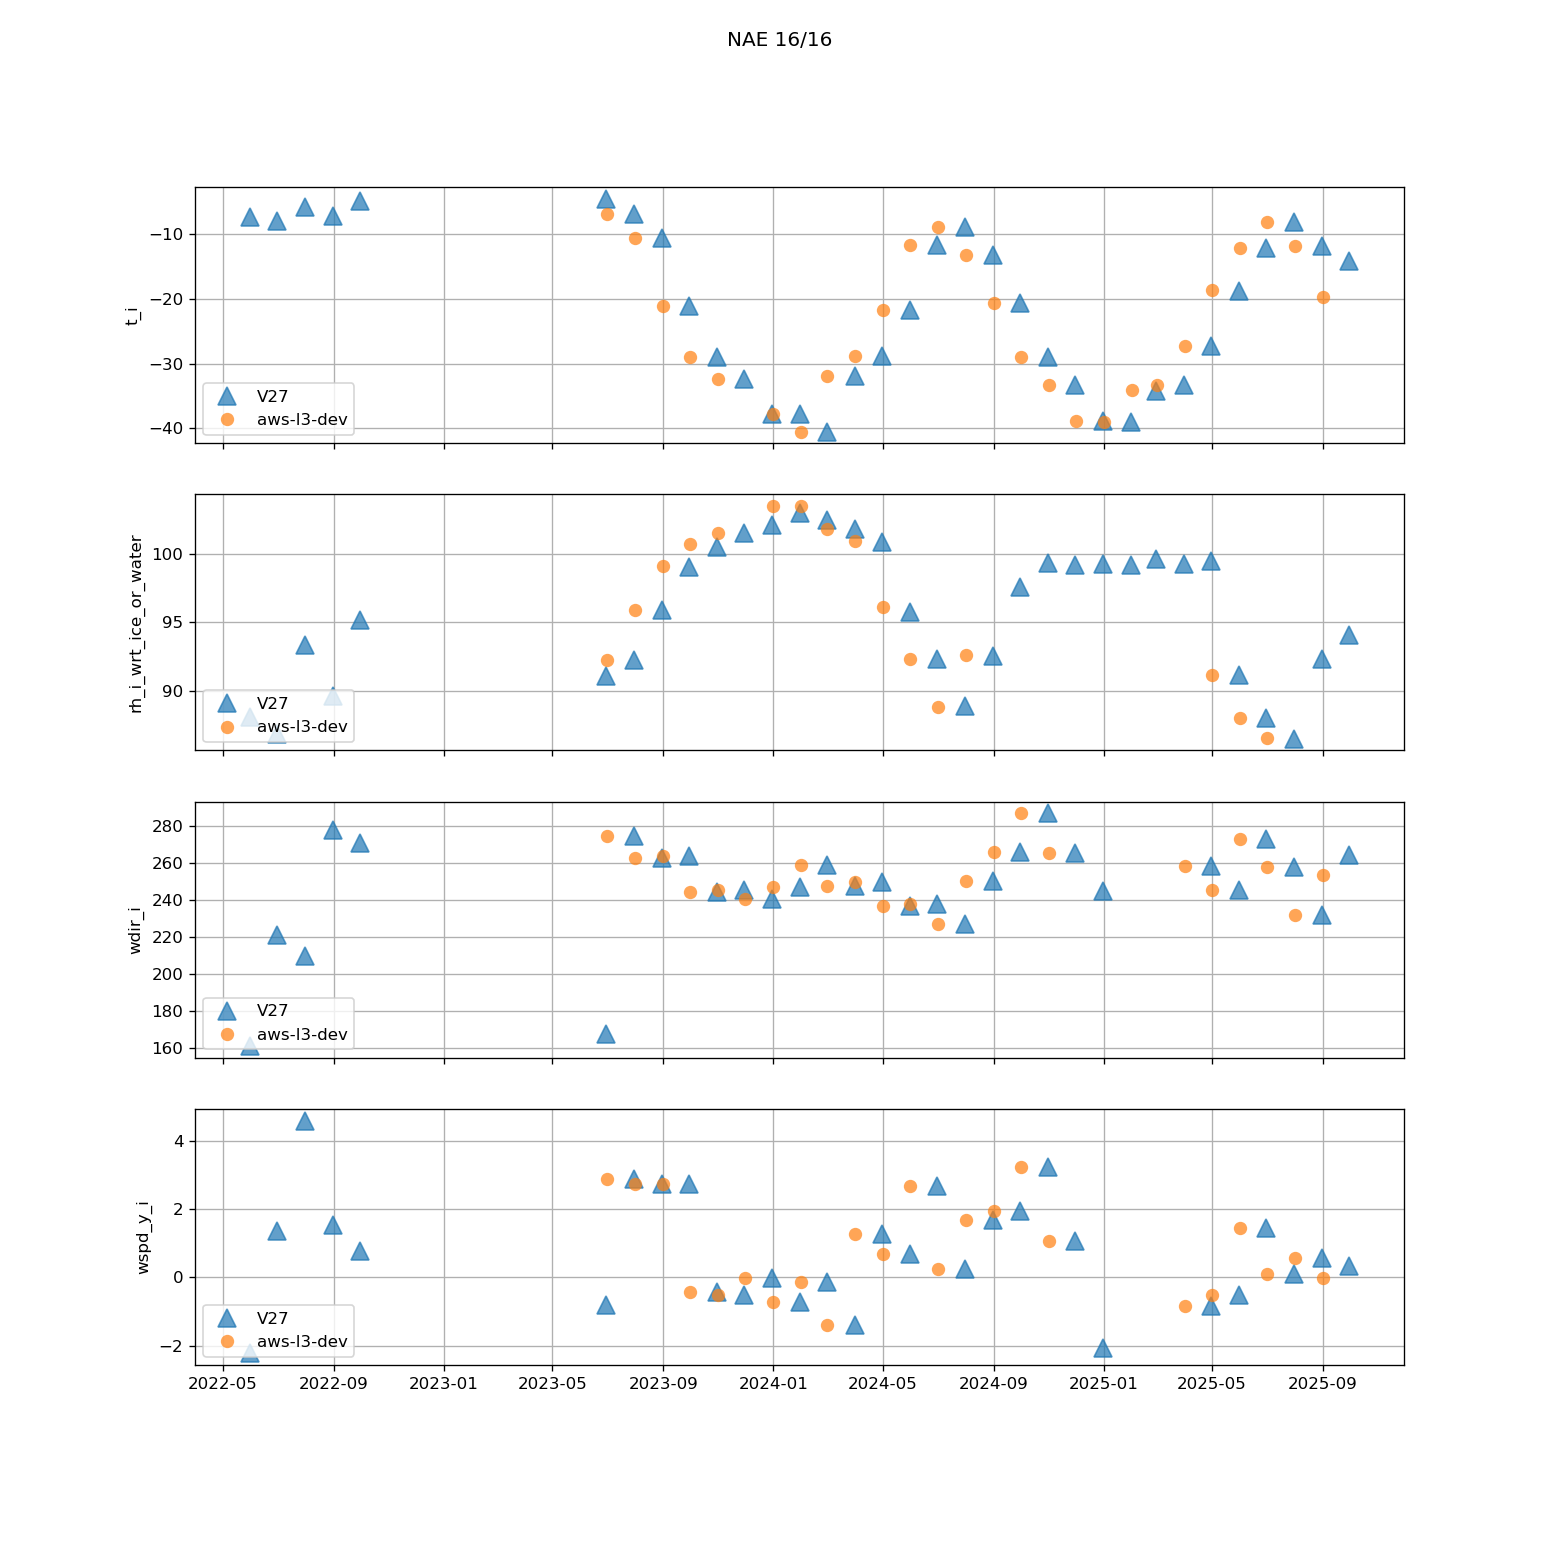 NAE 16/16
t_i
−10
−20
−30
−40
V27
aws-l3-dev
rh_i_wrt_ice_or_water
100
95
90
V27
aws-l3-dev
wdir_i
280
260
240
220
200
180
160
V27
aws-l3-dev
wspd_y_i
4
2
0
−2
V27
aws-l3-dev
2022-05 2022-09 2023-01 2023-05 2023-09 2024-01 2024-05 2024-09 2025-01 2025-05 2025-09